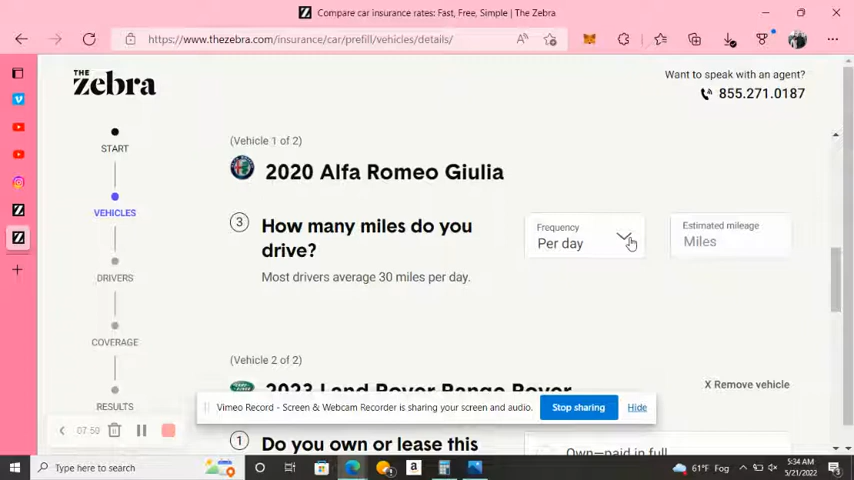 Compare car insurance rates: Fast, Free, Simple | The Zebra
https://www.thezebra.com/insurance/car/prefill/vehicles/details/
THE
Zebra
Want to speak with an agent?
855.271.0187
START
VEHICLES
DRIVERS
COVERAGE
RESULTS
(Vehicle 1 of 2)
2020 Alfa Romeo Giulia
3
How many miles do you
drive?
Most drivers average 30 miles per day.
Frequency
Per day
Estimated mileage
Miles
(Vehicle 2 of 2)
2023 Land Rover Range Rover
X Remove vehicle
1
Do you own or lease this
Own—paid in full
Vimeo Record - Screen & Webcam Recorder is sharing your screen and audio.
Stop sharing
Hide
07:50
Type here to search
61°F Fog
5:34 AM
5/21/2022